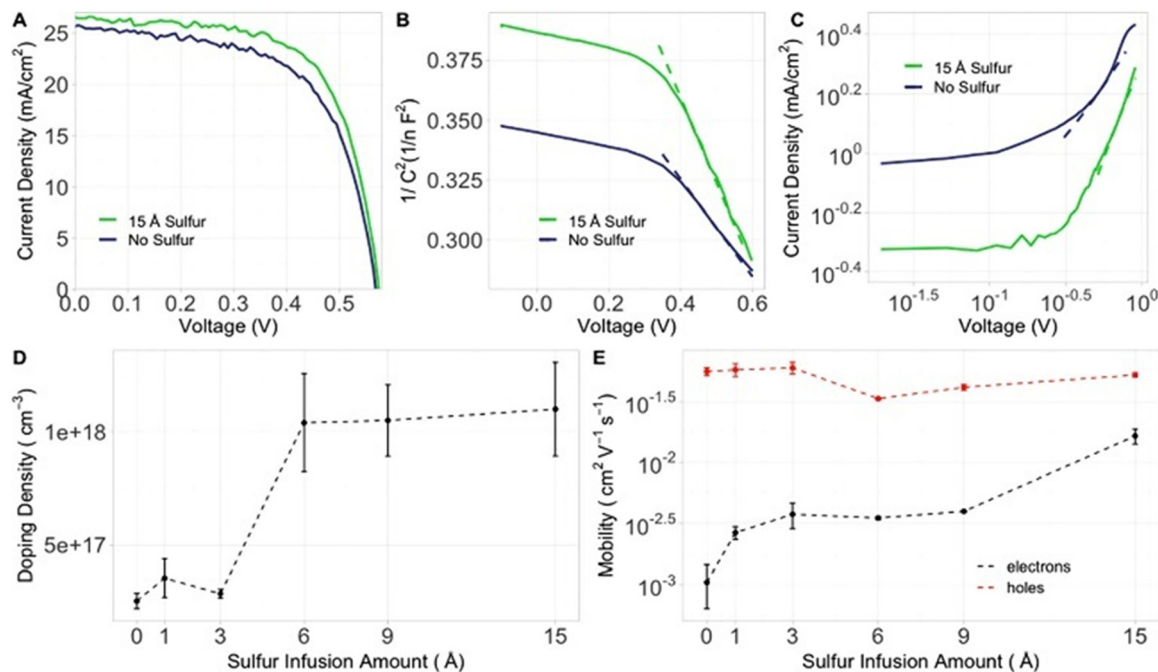 A
Current Density (mA/cm²)
25
20
15
10
5
0
15 Å Sulfur
No Sulfur
0.0 0.1 0.2 0.3 0.4 0.5
Voltage (V)
B
1/ C² (1/n F²)
0.375
0.350
0.325
0.300
15 Å Sulfur
No Sulfur
0.0 0.2 0.4 0.6
Voltage (V)
C
Current Density (mA/cm²)
10^0.4
10^0.2
10^0
10^-0.2
10^-0.4
15 Å Sulfur
No Sulfur
10^-1.5 10^-1 10^-0.5 10^0
Voltage (V)
D
Doping Density ( cm⁻³)
1e+18
5e+17
0 1 3 6 9 15
Sulfur Infusion Amount ( Å)
E
Mobility (cm² V⁻¹ s⁻¹)
10^-1.5
10^-2
10^-2.5
10^-3
electrons
holes
0 1 3 6 9 15
Sulfur Infusion Amount ( Å)